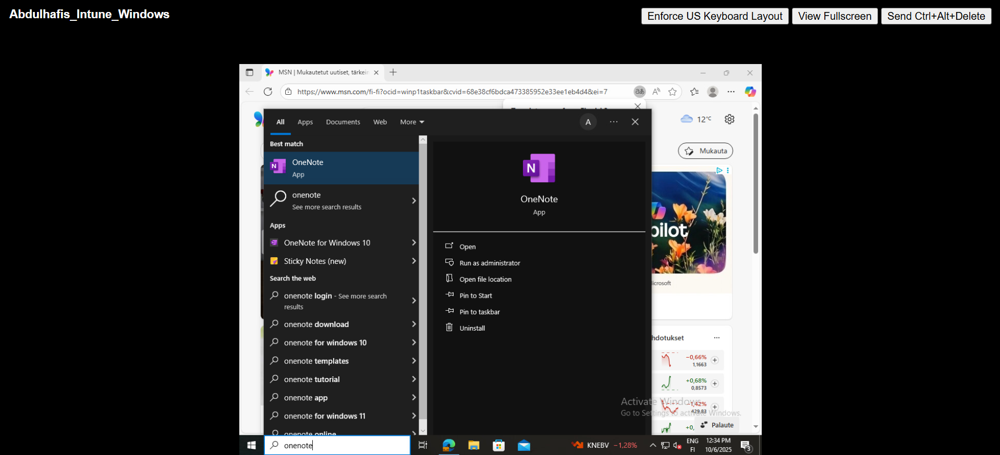 Abdulhafis_Intune_Windows
Enforce US Keyboard Layout
View Fullscreen
Send Ctrl+Alt+Delete
MSN | Mukautetut uutiset, tärkein
https://www.msn.com/fi-fi?ocid=winp1taskbar&cvid=68e38cf6bdca473385952e33ee1eb4d4&ei=7
All
Apps
Documents
Web
More
A
12°C
Mukauta
Best match
OneNote
App
onenote
See more search results
Apps
OneNote for Windows 10
Sticky Notes (new)
Search the web
onenote login - See more search
results
onenote download
onenote for windows 10
onenote templates
onenote tutorial
onenote app
onenote for windows 11
onenote online
OneNote
App
Open
Run as administrator
Open file location
Pin to Start
Pin to taskbar
Uninstall
pilot
icrosoft
hdotukset
-0,66%
1,1663
+0,68%
0,8573
-1,42%
429.83
+0,
Activate Windows
Go to Settings to activate Windows.
Palaute
onenote
KNEBV -1,28%
ENG
FI
12:34 PM
10/6/2025
3